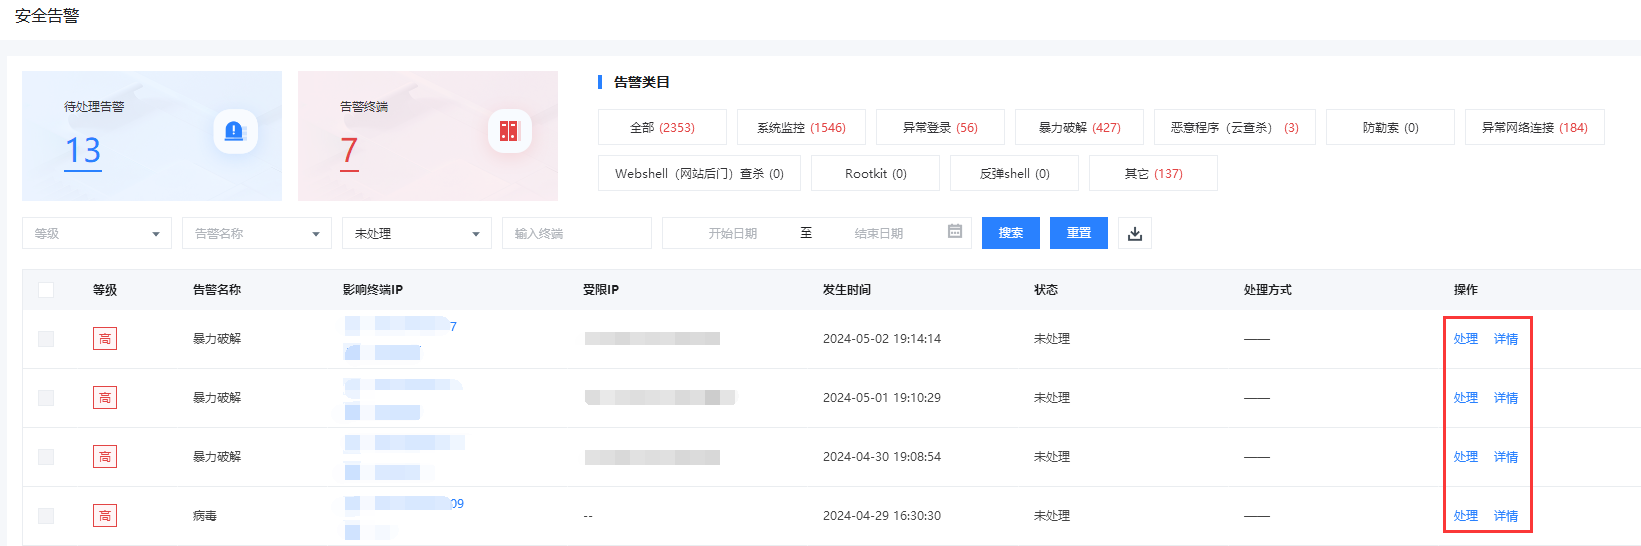 安全告警
待处理告警
13
告警终端
7
告警类目
全部 (2353) 系统监控 (1546) 异常登录 (56) 暴力破解 (427) 恶意程序（云查杀） (3) 防勒索 (0) 异常网络连接 (184)
Webshell（网站后门）查杀 (0) Rootkit (0) 反弹shell (0) 其它 (137)
等级 告警名称 未处理 输入终端 开始日期 至 结束日期 搜索 重置
等级 告警名称 影响终端IP 受限IP 发生时间 状态 处理方式 操作
高 暴力破解 7 2024-05-02 19:14:14 未处理 —— 处理 详情
高 暴力破解 2024-05-01 19:10:29 未处理 —— 处理 详情
高 暴力破解 2024-04-30 19:08:54 未处理 —— 处理 详情
高 病毒 09 -- 2024-04-29 16:30:30 未处理 —— 处理 详情